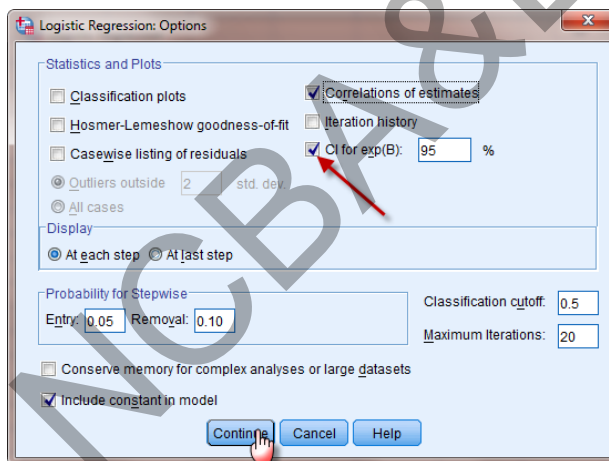 Logistic Regression: Options
Statistics and Plots
Classification plots
Correlations of estimates
Hosmer-Lemeshow goodness-of-fit
Iteration history
Casewise listing of residuals
CI for exp(B): 95 %
Outliers outside 2 std. dev.
All cases
Display
At each step At last step
Probability for Stepwise
Entry: 0.05 Removal: 0.10
Classification cutoff: 0.5
Maximum Iterations: 20
Conserve memory for complex analyses or large datasets
Include constant in model
Continue Cancel Help
NCBA&E